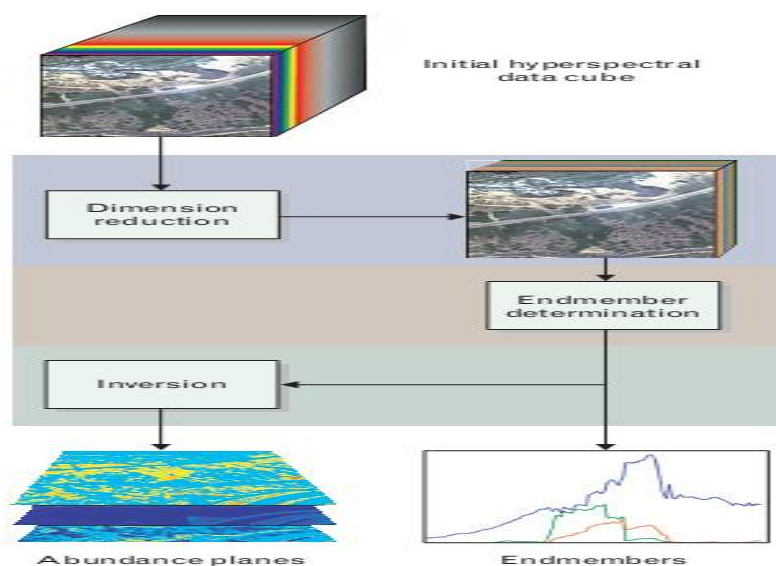 Initial hyperspectral
data cube
Dimension
reduction
Endmember
determination
Inversion
Abundance planes
Endmembers